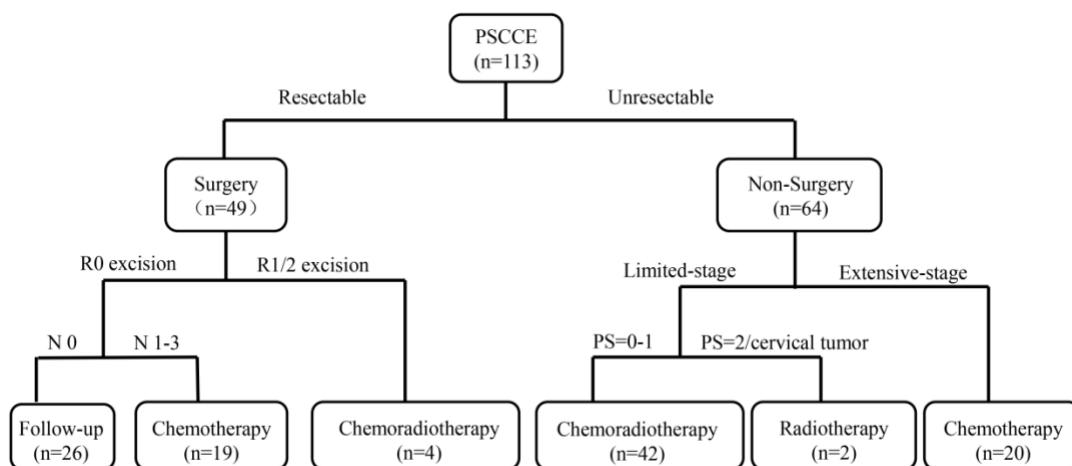 PSCCE
(n=113)
Resectable
Unresectable
Surgery
（n=49）
Non-Surgery
(n=64)
R0 excision
R1/2 excision
Limited-stage
Extensive-stage
N 0
N 1-3
PS=0-1
PS=2/cervical tumor
Follow-up
(n=26)
Chemotherapy
(n=19)
Chemoradiotherapy
(n=4)
Chemoradiotherapy
(n=42)
Radiotherapy
(n=2)
Chemotherapy
(n=20)